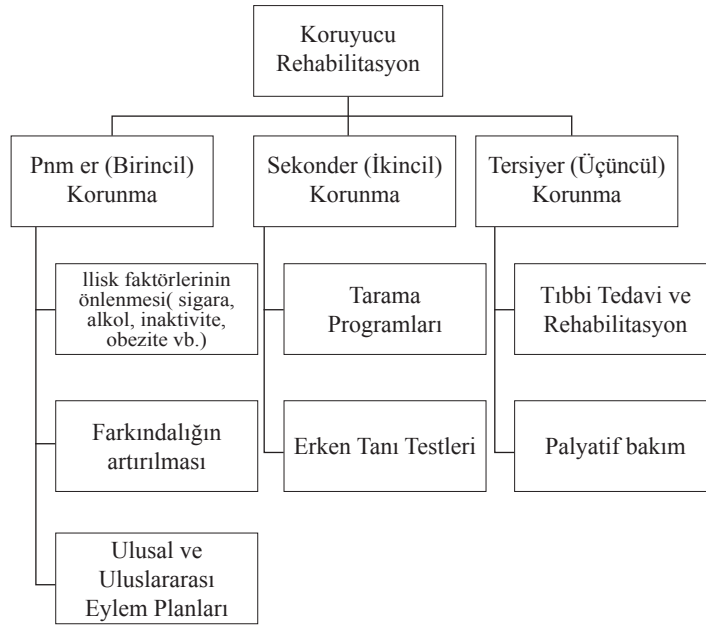 Koruyucu
Rehabilitasyon
Pnm er (Birincil)
Korunma
Sekonder (İkincil)
Korunma
Tersiyer (Üçüncül)
Korunma
llisk faktörlerinin
önlenmesi( sigara,
alkol, inaktivite,
obezite vb.)
Tarama
Programları
Tıbbi Tedavi ve
Rehabilitasyon
Farkındalığın
artırılması
Erken Tanı Testleri
Palyatif bakım
Ulusal ve
Uluslararası
Eylem Planları